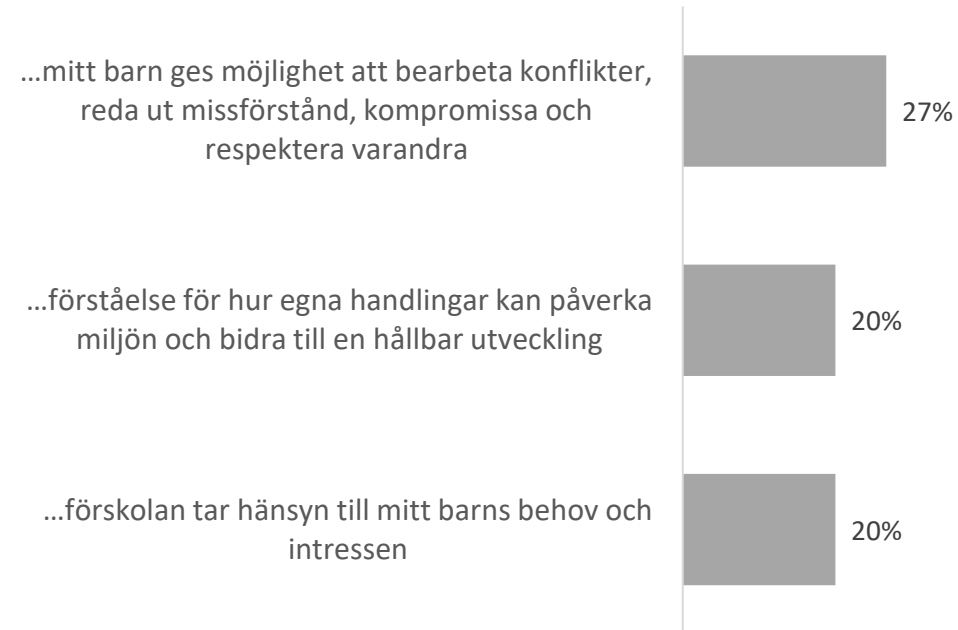 ...mitt barn ges möjlighet att bearbeta konflikter,
reda ut missförstånd, kompromissa och
respektera varandra
27%
...förståelse för hur egna handlingar kan påverka
miljön och bidra till en hållbar utveckling
20%
...förskolan tar hänsyn till mitt barns behov och
intressen
20%